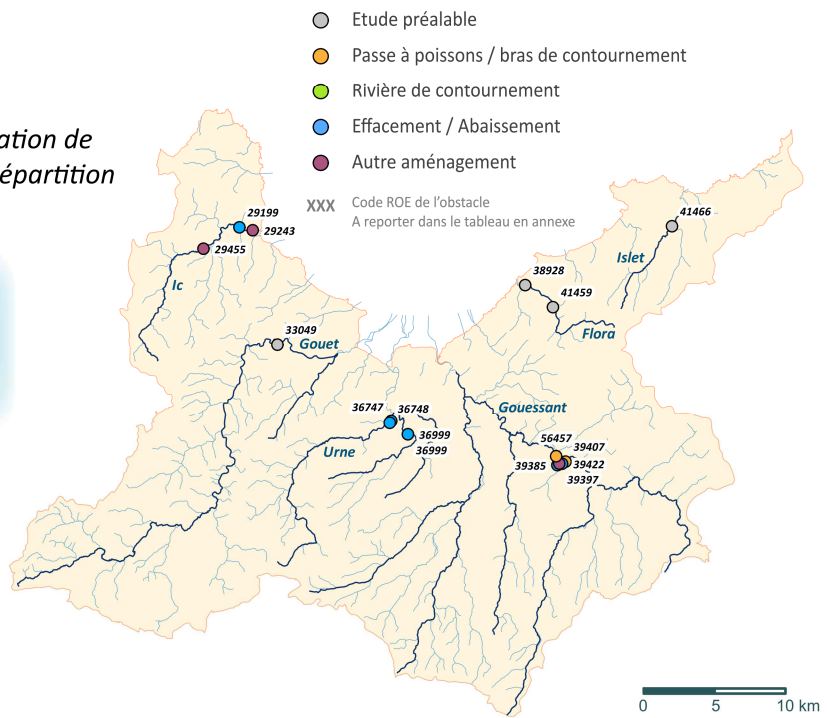 Etude préalable
Passe à poissons / bras de contournement
Rivière de contournement
Effacement / Abaissement
Autre aménagement
XXX Code ROE de l'obstacle
A reporter dans le tableau en annexe
ation de
épartition
29199
29243
29455
Ic
41466
Islet
38928
41459
Flora
33049
Gouet
36747 36748
36999
36999
Urne
Gouessant
56457
39407
39385 39422
39397
0 5 10 km